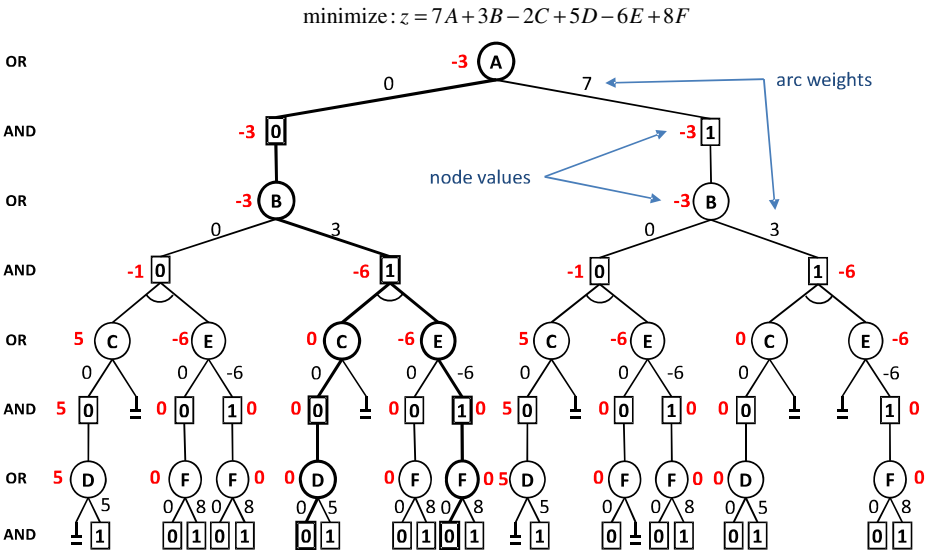 minimize: z = 7A + 3B − 2C + 5D − 6E + 8F
OR -3 A
0 7 arc weights
AND -3 0 -3 1
node values
OR -3 B -3 B
0 3 0 3
AND -1 0 -6 1 -1 0 1 -6
OR 5 C -6 E 0 C -6 E 5 C -6 E 0 C E -6
0 0 -6 0 0 -6 0 0 -6 0 -6
AND 5 0 0 0 1 0 0 0 0 0 1 0 5 0 0 0 1 0 0 0 1 0
OR 5 D 0 F F 0 0 D 0 F F 0 5 D 0 F F 0 0 D F 0
5 0 8 0 8 0 5 0 8 0 8 5 0 8 0 8 0 5 0 8
AND 1 0 1 0 1 0 1 0 1 0 1 1 0 1 0 1 0 1 0 1